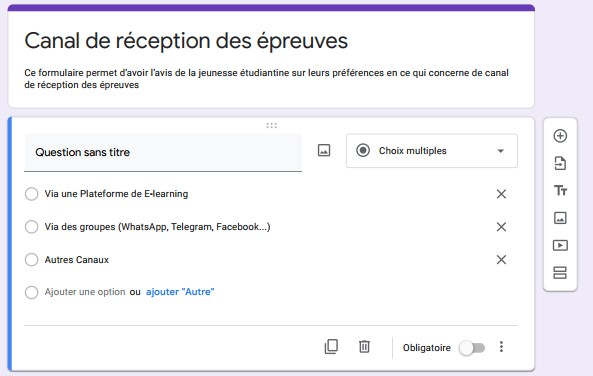 Canal de réception des épreuves
Ce formulaire permet d'avoir l'avis de la jeunesse étudiantine sur leurs préférences en ce qui concerne de canal
de réception des épreuves
Question sans titre
Choix multiples
Via une Plateforme de E-learning
Via des groupes (WhatsApp, Telegram, Facebook...)
Autres Canaux
Ajouter une option ou ajouter "Autre"
Obligatoire
Tт